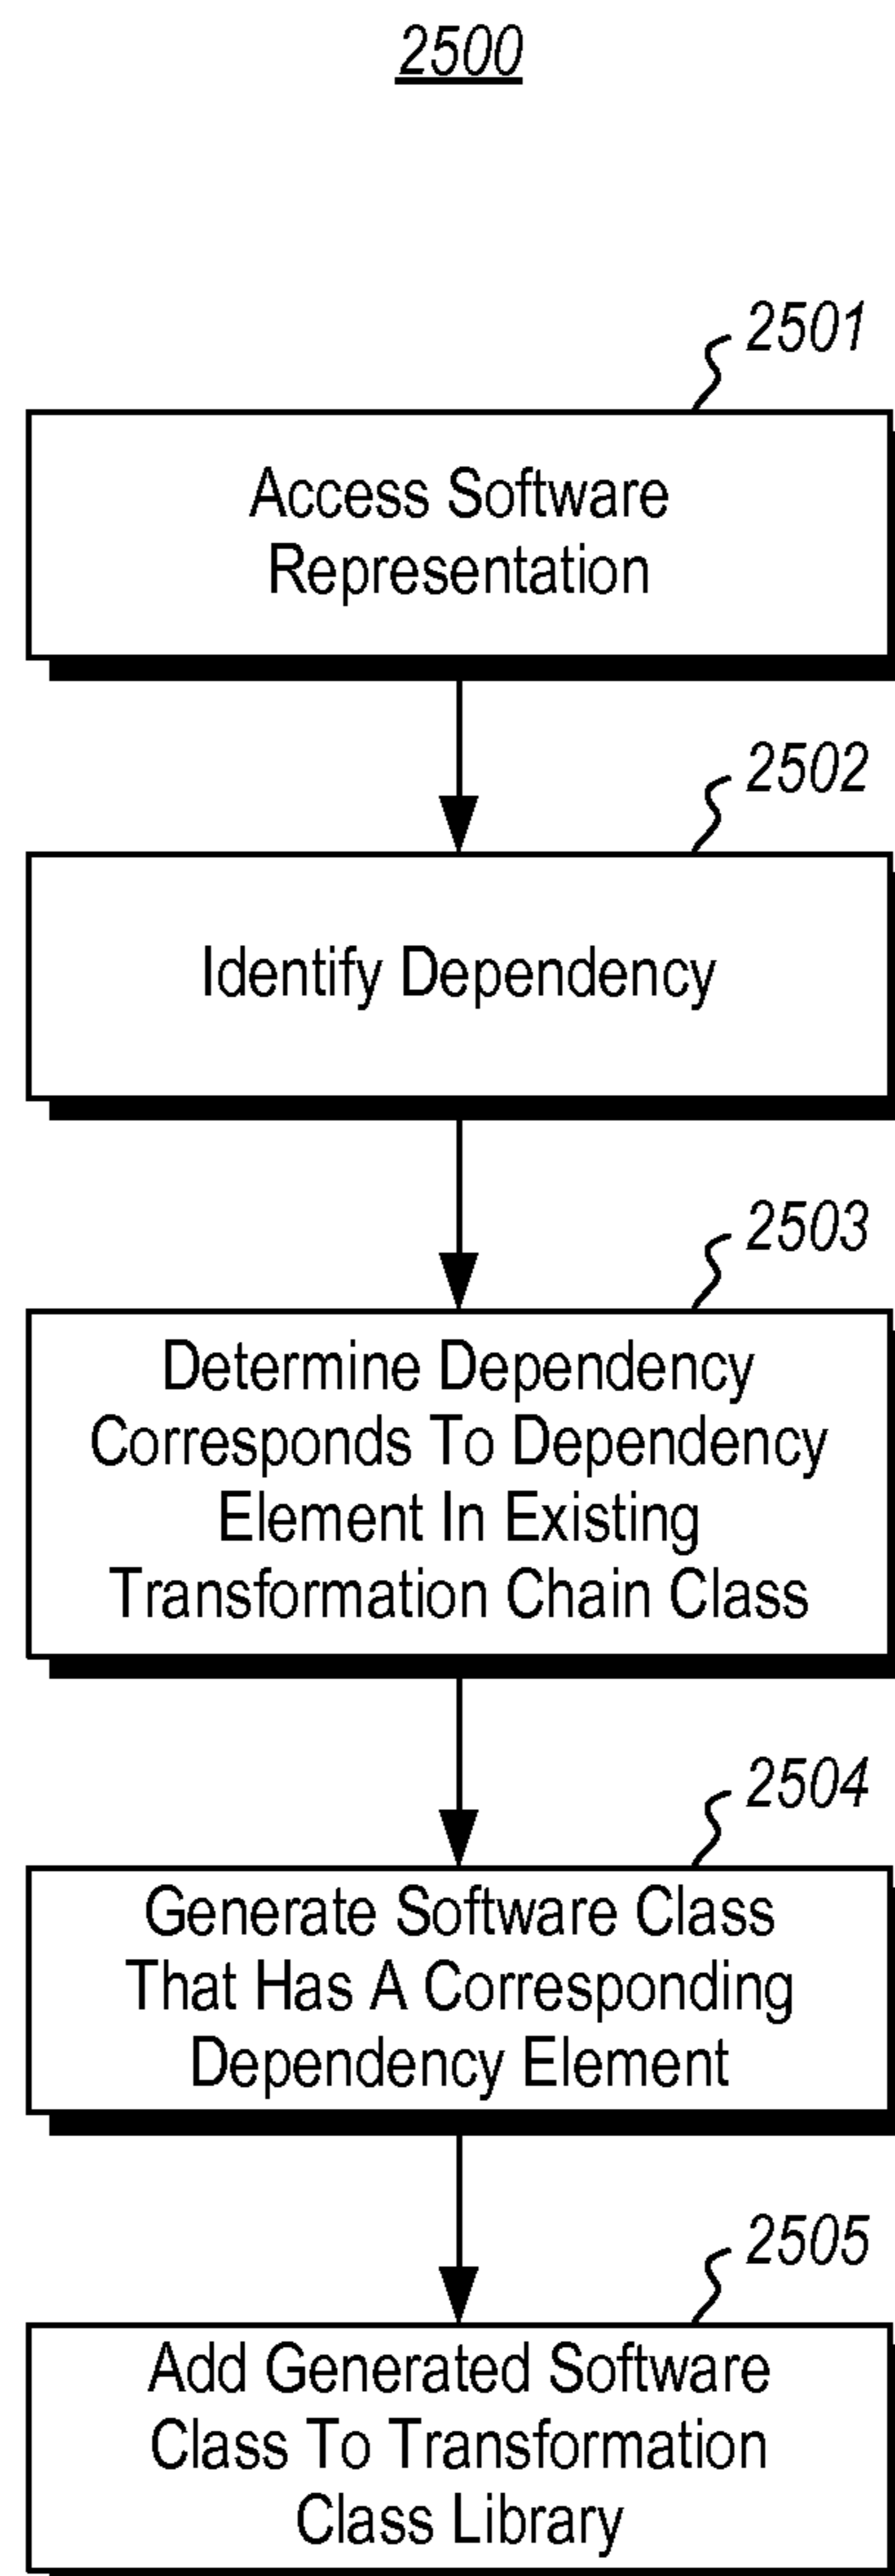 2500
2501
Access Software
Representation
2502
Identify Dependency
2503
Determine Dependency
Corresponds To Dependency
Element In Existing
Transformation Chain Class
2504
Generate Software Class
That Has A Corresponding
Dependency Element
2505
Add Generated Software
Class To Transformation
Class Library